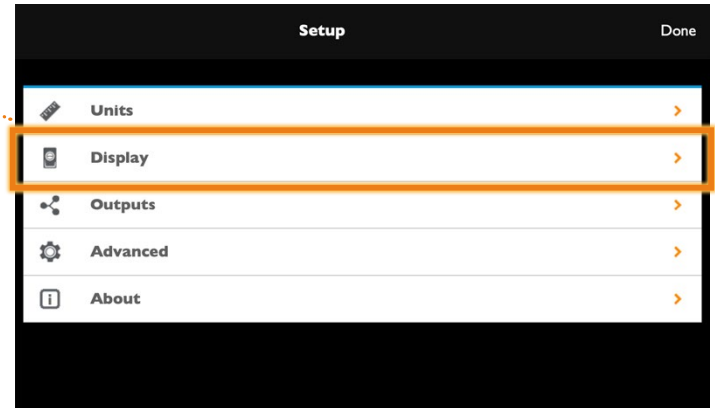 Setup
Done
Units
Display
Outputs
Advanced
About